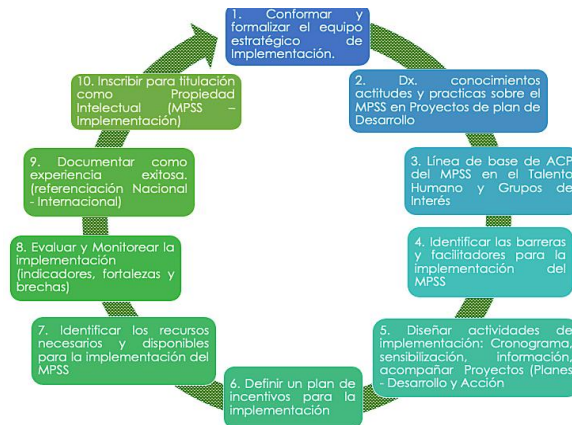 1. Conformar y
formalizar el equipo
estratégico de
Implementación.
2. Dx. conocimientos
actitudes y practicas sobre el
MPSS en Proyectos de plan de
Desarrollo
3. Línea de base de ACP
del MPSS en el Talento
Humano y Grupos de
Interés
4. Identificar las barreras
y facilitadores para la
implementación del
MPSS
5. Diseñar actividades de
implementación: Cronograma,
sensibilización, información,
acompañar Proyectos (Planes
- Desarrollo y Acción)
6. Definir un plan de
incentivos para la
implementación
7. Identificar los recursos
necesarios y disponibles
para la implementación del
MPSS
8. Evaluar y Monitorear la
implementación
(indicadores, fortalezas y
brechas)
9. Documentar como
experiencia exitosa.
(referenciación Nacional
- Internacional)
10. Inscribir para titulación
como Propiedad
Intelectual (MPSS –
Implementación)